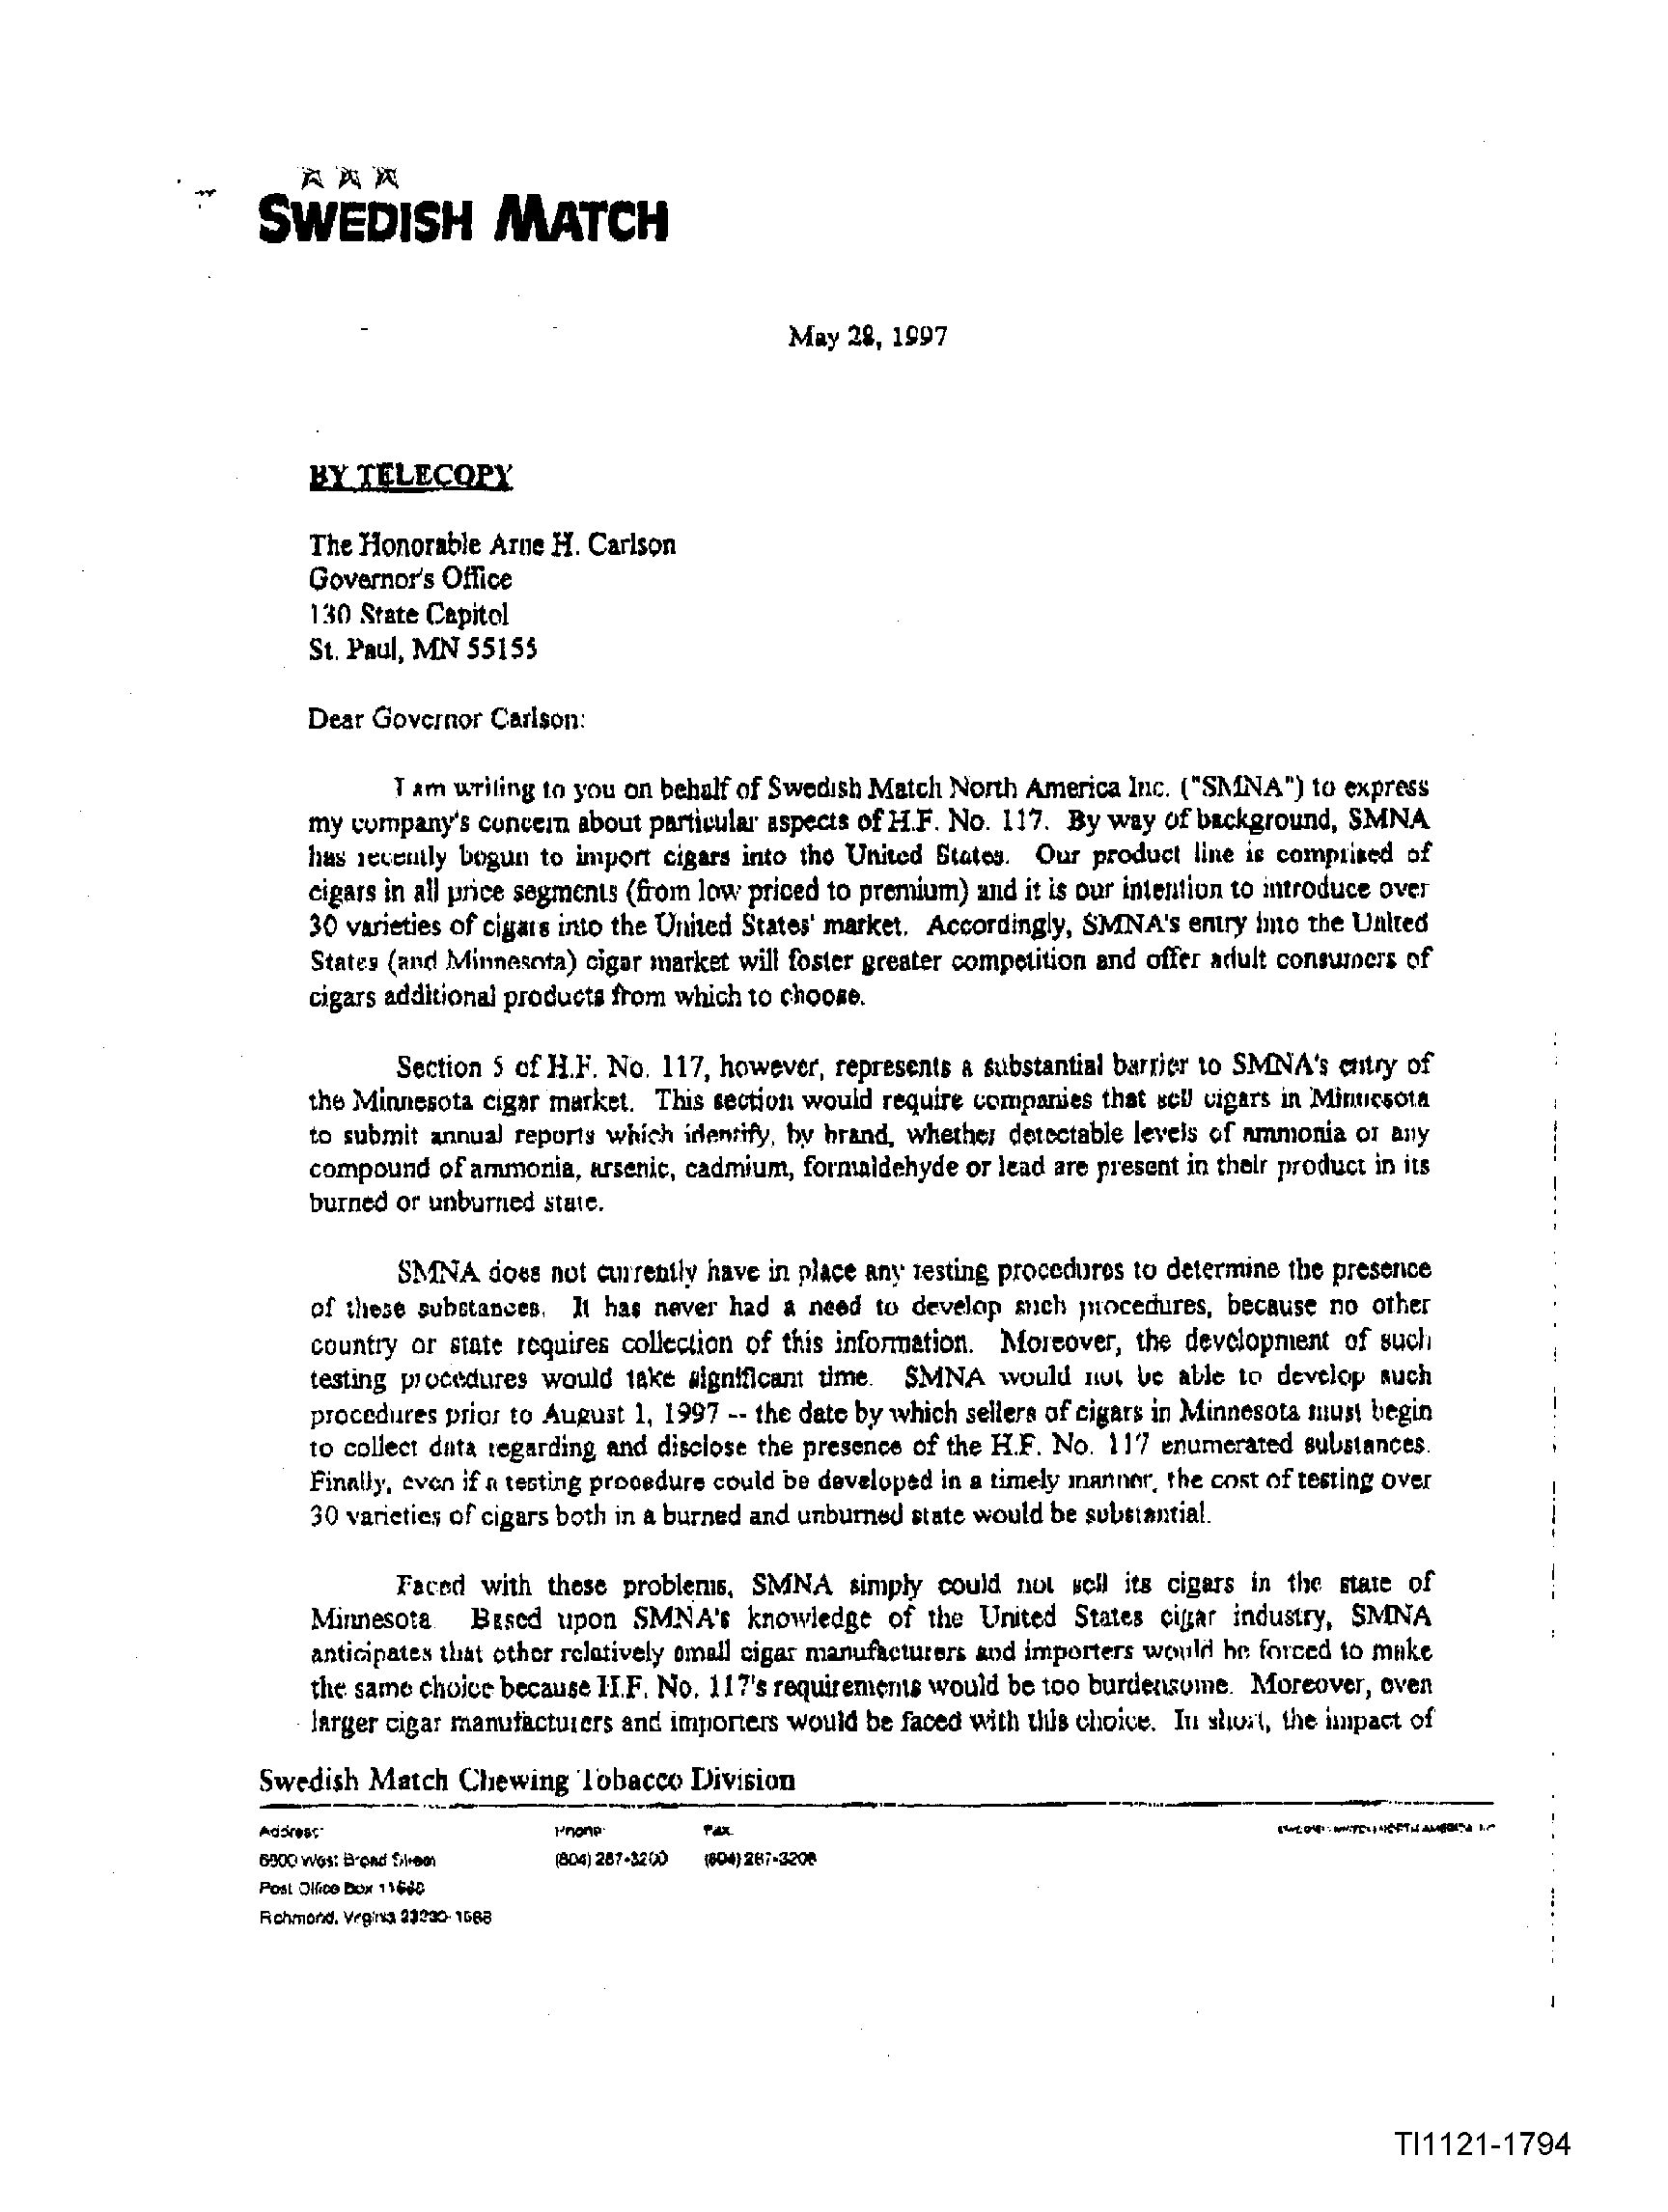 SWEDISH MATCH
May 28, 1997
BY TELECOPY
The Honorable Arne H. Carlson
Governor's Office
130 State Capitol
St. Paul, MN 55155
Dear Governor Carlson:
I am writing to you on behalf of Swedish Match North America Inc. ("SMNA") to express
my company's concern about particular aspects of H.F. No. 117. By way of background, SMNA
has recently begun to import cigars into the United States. Our product line is comprised of
cigars in all price segments (from low priced to premium) and it is our intention to introduce over
30 varieties of cigars into the United States' market. Accordingly, SMNA's entry into the United
States (and Minnesota) cigar market will foster greater competition and offer adult consumers of
cigars additional products from which to choose.
Section 5 of H.F. No. 117, however, represents a substantial barrier to SMNA's entry of
the Minnesota cigar market. This section would require companies that sell cigars in Minnesota
to submit annual reports which identify, by brand, whether detectable levels of ammonia or any
compound of ammonia, arsenic, cadmium, formaldehyde or lead are present in their product in its
burned or unburned state.
SMNA does not currently have in place any testing procedures to determine the presence
of these substances. It has never had a need to develop such procedures, because no other
country or state requires collection of this information. Moreover, the development of such
testing procedures would take significant time. SMNA would not be able to develop such
procedures prior to August 1, 1997 -- the date by which sellers of cigars in Minnesota must begin
to collect data regarding and disclose the presence of the H.F. No. 117 enumerated substances.
Finally, even if a testing procedure could be developed in a timely manner, the cost of testing over
30 varieties of cigars both in a burned and unburned state would be substantial.
Faced with these problems, SMNA simply could not sell its cigars in the state of
Minnesota. Based upon SMNA's knowledge of the United States cigar industry, SMNA
anticipates that other relatively small cigar manufacturers and importers would be forced to make
the same choice because H.F. No. 117's requirements would be too burdensome. Moreover, even
larger cigar manufacturers and importers would be faced with this choice. In short, the impact of
Swedish Match Chewing Tobacco Division
Address: Phone: Fax: SWEDISH MATCH NORTH AMERICA INC
West Broad Street (804) 287-3200 (804) 287-3208
Post Office Box
Richmond, Virginia
TI1121-1794